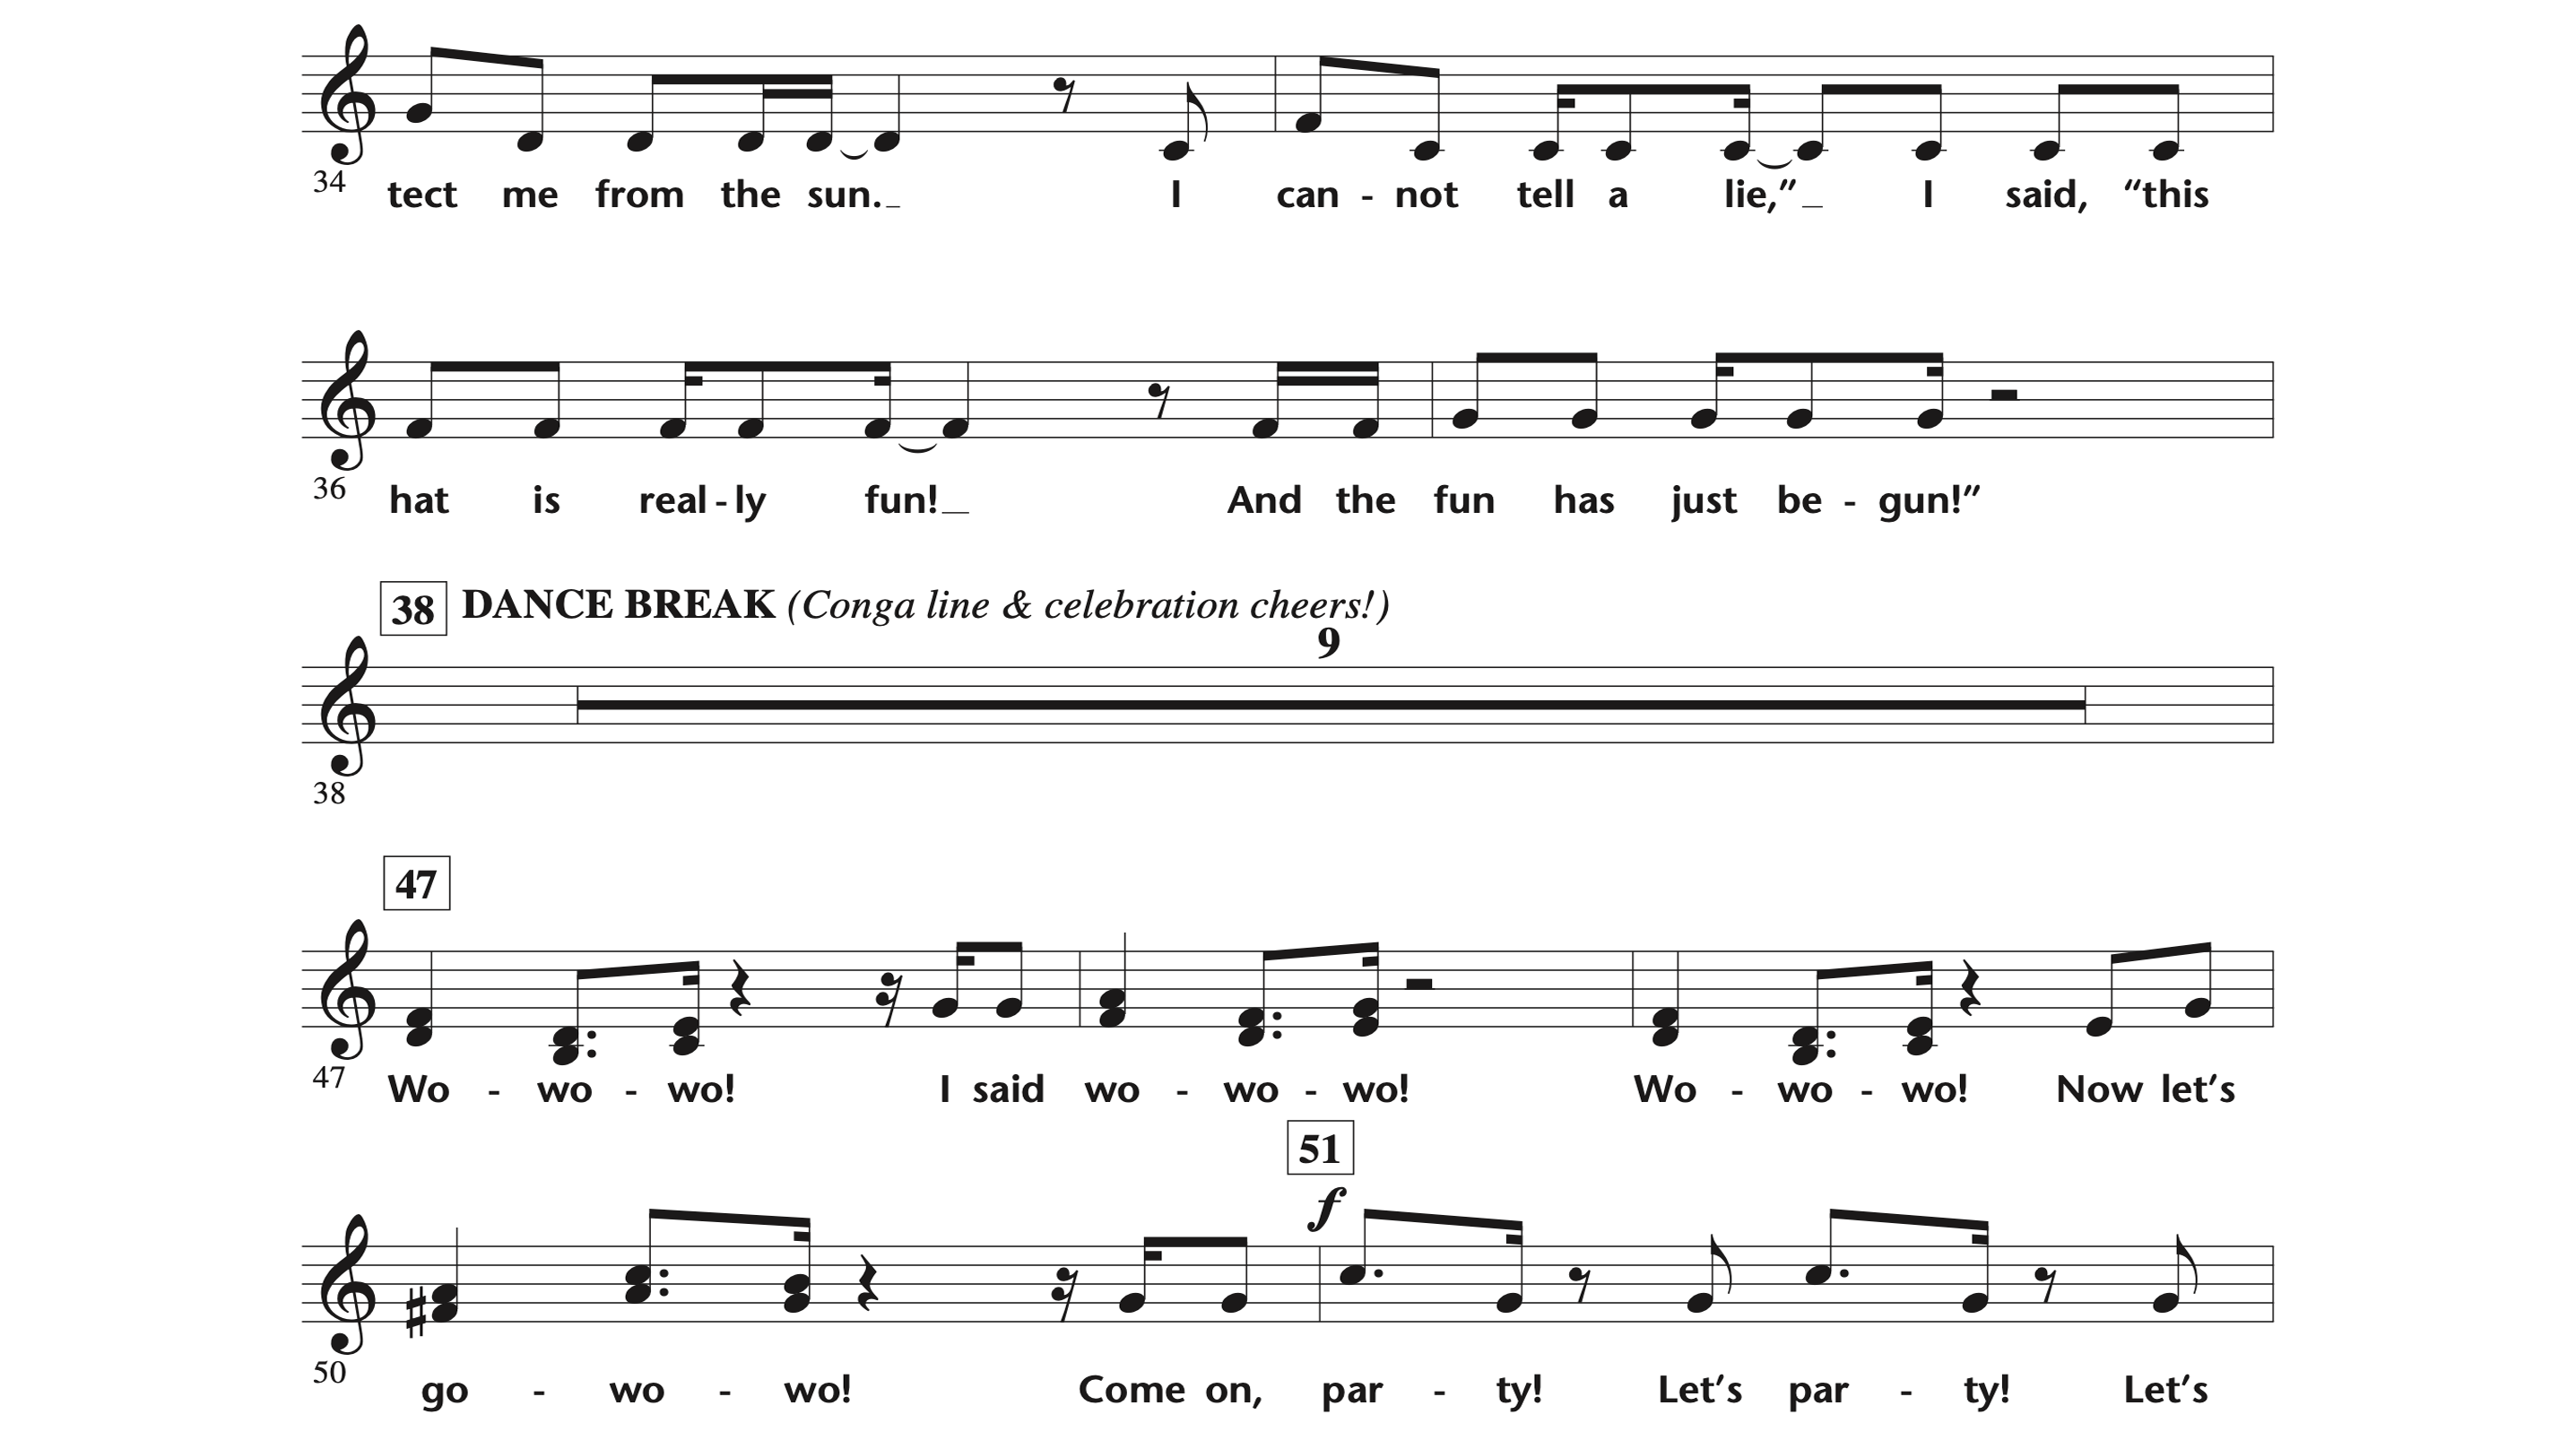 34 tect me from the sun. I can - not tell a lie,” I said, “this
36 hat is real - ly fun! And the fun has just be - gun!”
38 DANCE BREAK (Conga line & celebration cheers!)
9
38
47
47 Wo - wo - wo! I said wo - wo - wo! Wo - wo - wo! Now let’s
51
f
50 go - wo - wo! Come on, par - ty! Let’s par - ty! Let’s